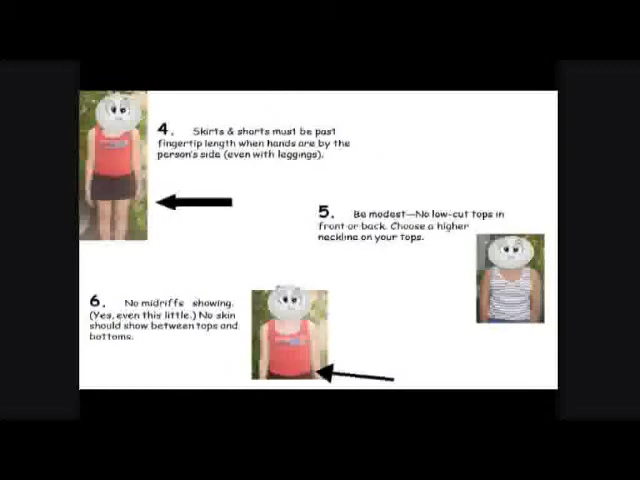 4. Skirts & shorts must be past
fingertip length when hands are by the
person's side (even with leggings).
5. Be modest—No low-cut tops in
front or back. Choose a higher
neckline on your tops.
6. No midriffs showing.
(Yes, even this little.) No skin
should show between tops and
bottoms.